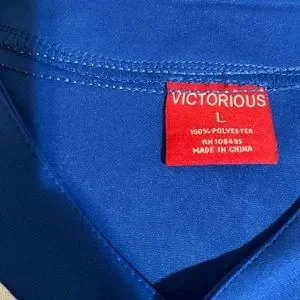 VICTORIOUS
L
100% POLYESTER
RN 108495
MADE IN CHINA